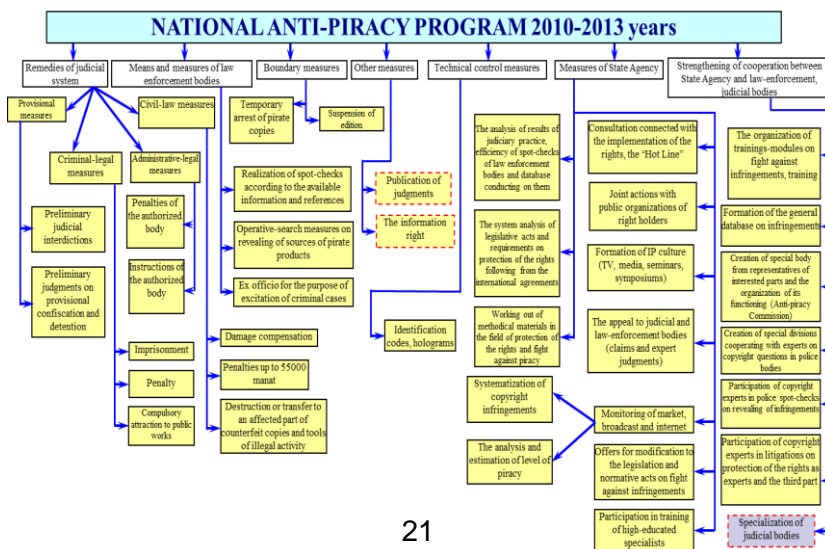 NATIONAL ANTI-PIRACY PROGRAM 2010-2013 years
Remedies of judicial
system
Means and measures of law
enforcement bodies
Boundary measures
Other measures
Technical control measures
Measures of State Agency
Strengthening of cooperation between
State Agency and law-enforcement,
judicial bodies
Provisional
measures
Civil-law measures
Criminal-legal
measures
Administrative-legal
measures
Preliminary
judicial
interdictions
Preliminary
judgments on
provisional
confiscation and
detention
Penalties of
the authorized
body
Instructions of
the authorized
body
Imprisonment
Penalty
Compulsory
attraction to public
works
Temporary
arrest of pirate
copies
Suspension of
edition
Realization of spot-checks
according to the available
information and references
Operative-search measures on
revealing of sources of pirate
products
Ex officio for the purpose of
excitation of criminal cases
Damage compensation
Penalties up to 55000
manat
Destruction or transfer to
an affected part of
counterfeit copies and tools
of illegal activity
Publication of
judgments
The information
right
Identification
codes, holograms
The analysis of results of
judiciary practice,
efficiency of spot-checks
of law enforcement
bodies and database
conducting on them
The system analysis of
legislative acts and
requirements on
protection of the rights
following from the
international agreements
Working out of
methodical materials in
the field of protection of
the rights and fight
against piracy
Systematization of
copyright
infringements
The analysis and
estimation of level of
piracy
Consultation connected with
the implementation of the
rights, the “Hot Line”
Joint actions with
public organizations of
right holders
Formation of IP culture
(TV, media, seminars,
symposiums)
The appeal to judicial and
law-enforcement bodies
(claims and expert
judgments)
Monitoring of market,
broadcast and internet
Offers for modification to
the legislation and
normative acts on fight
against infringements
Participation in training
of high-educated
specialists
The organization of
trainings-modules on
fight against
infringements, training
Formation of the general
database on infringements
Creation of special body
from representatives of
interested parts and the
organization of its
functioning (Anti-piracy
Commission)
Creation of special divisions
cooperating with experts on
copyright questions in police
bodies
Participation of copyright
experts in police spot-checks
on revealing of infringements
Participation of copyright
experts in litigations on
protection of the rights as
experts and the third part
Specialization of
judicial bodies
21